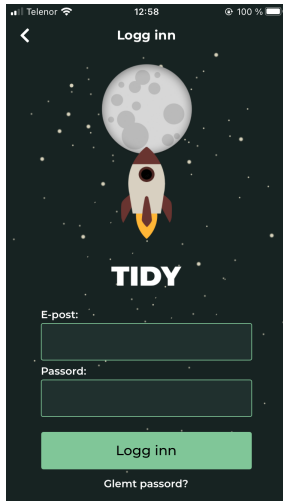 Telenor 12:58 100 %
Logg inn
TIDY
E-post:
Passord:
Logg inn
Glemt passord?